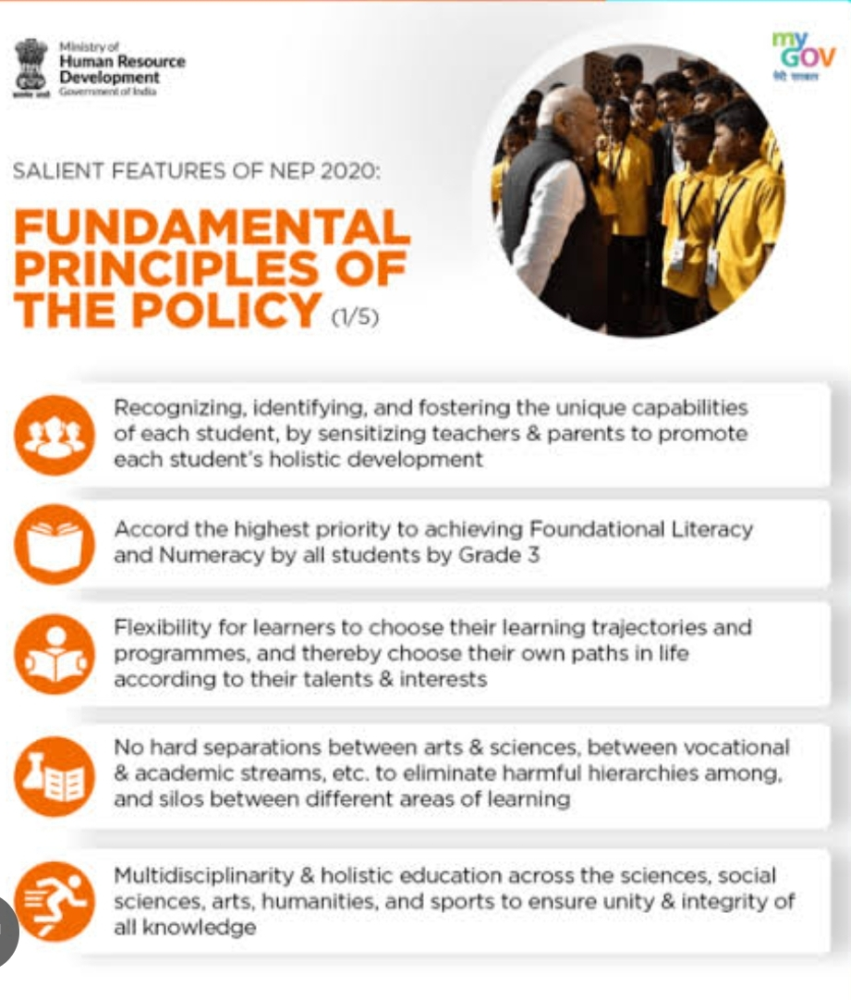 Ministry of
Human Resource
Development
Government of India
my
GOV
मेरी सरकार
SALIENT FEATURES OF NEP 2020:
FUNDAMENTAL
PRINCIPLES OF
THE POLICY (1/5)
Recognizing, identifying, and fostering the unique capabilities
of each student, by sensitizing teachers & parents to promote
each student's holistic development
Accord the highest priority to achieving Foundational Literacy
and Numeracy by all students by Grade 3
Flexibility for learners to choose their learning trajectories and
programmes, and thereby choose their own paths in life
according to their talents & interests
No hard separations between arts & sciences, between vocational
& academic streams, etc. to eliminate harmful hierarchies among,
and silos between different areas of learning
Multidisciplinarity & holistic education across the sciences, social
sciences, arts, humanities, and sports to ensure unity & integrity of
all knowledge